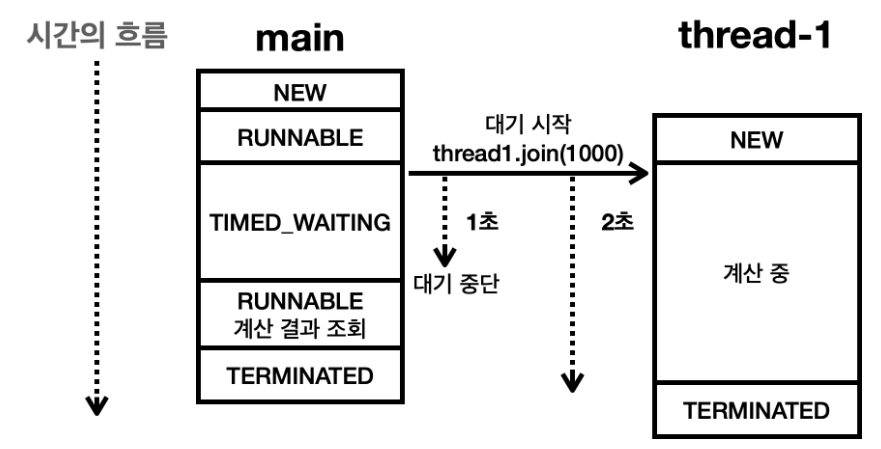 시간의 흐름
main
thread-1
NEW
RUNNABLE
TIMED_WAITING
RUNNABLE
계산 결과 조회
TERMINATED
대기 시작
thread1.join(1000)
1초
2초
대기 중단
NEW
계산 중
TERMINATED